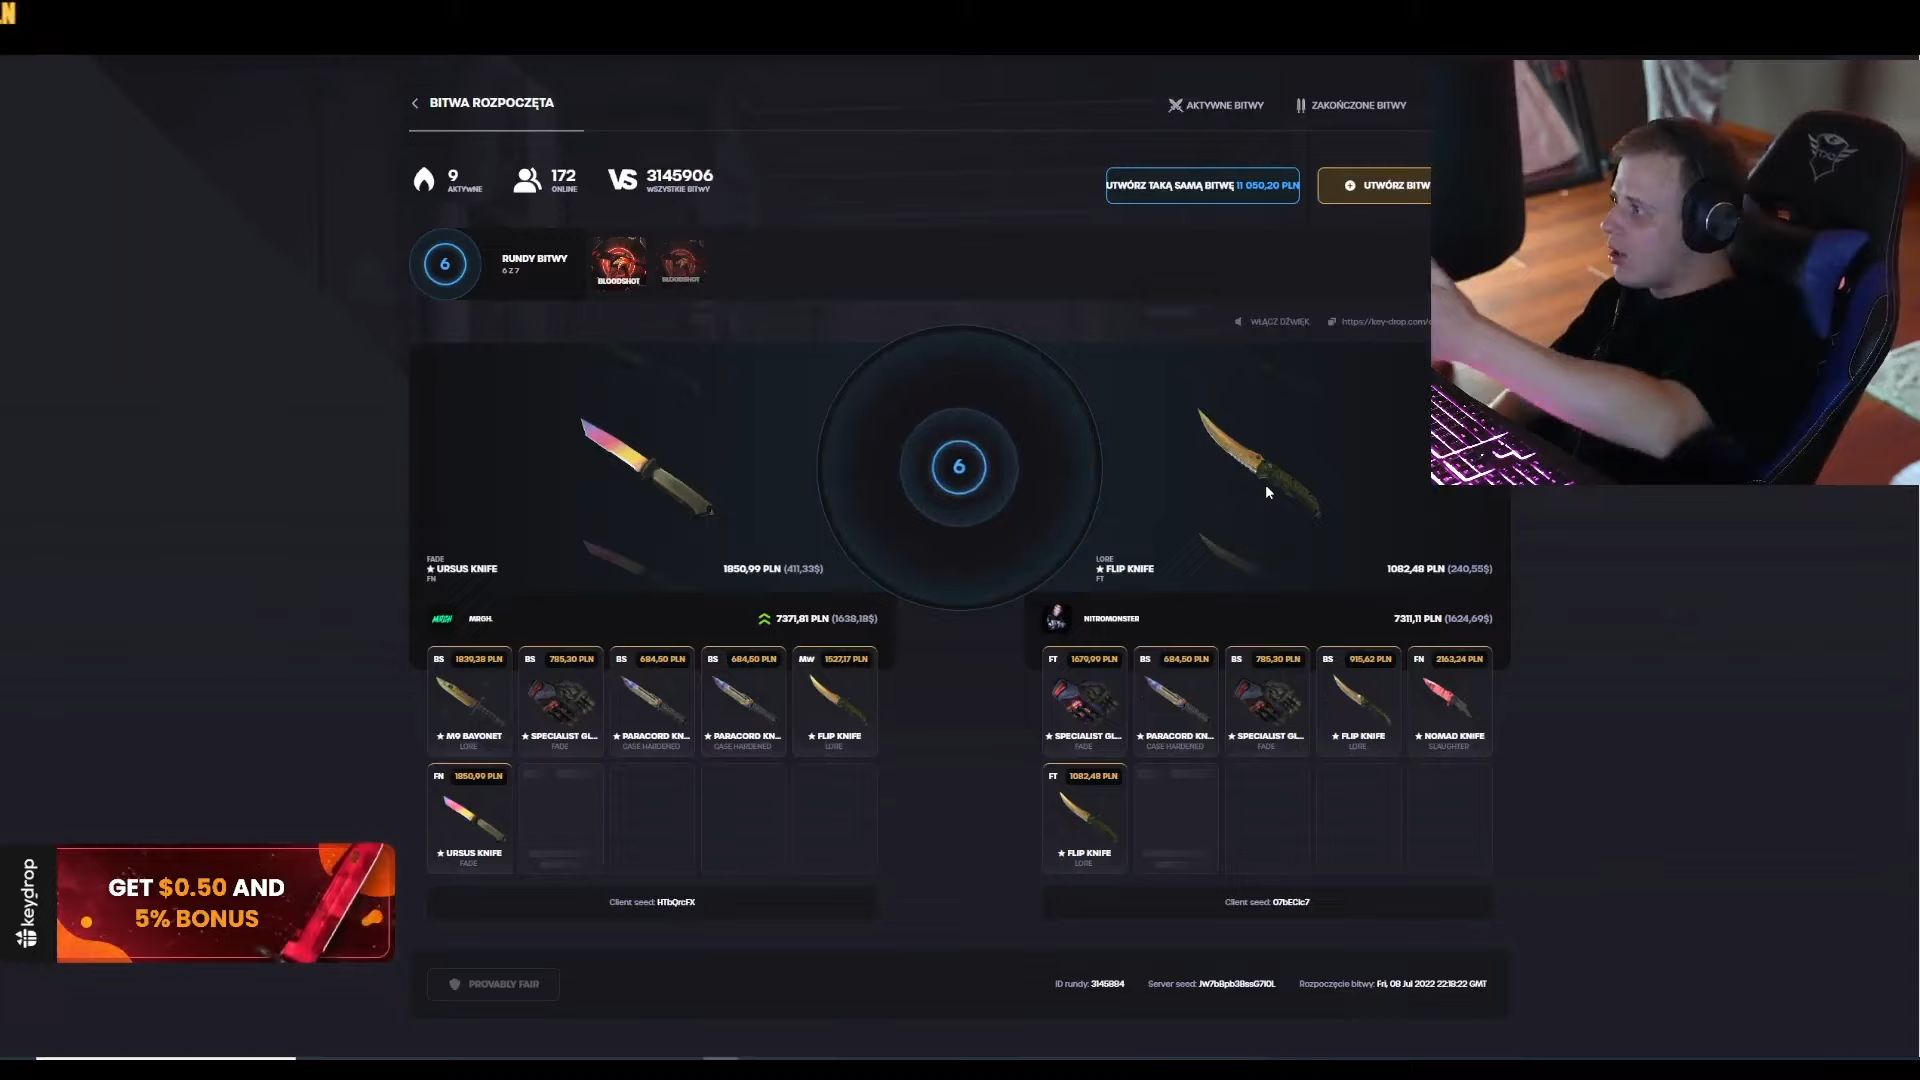 LN
BITWA ROZPOCZĘTA
AKTYWNE BITWY
ZAKOŃCZONE BITWY
9
AKTYWNE
172
ONLINE
VS
3145906
WSZYSTKIE BITWY
UTWÓRZ TAKĄ SAMĄ BITWĘ 11 050,20 PLN
UTWÓRZ BITW
6
RUNDY BITWY
6 Z 7
BLOODSHOT
BLOODSHOT
WŁĄCZ DŹWIĘK
https://key-drop.com/
6
FADE
★ URSUS KNIFE
FN
1850,99 PLN (411,33$)
LORE
★ FLIP KNIFE
FT
1082,48 PLN (240,55$)
MRGH
MRGH.
7371,81 PLN (1638,18$)
NITROMONSTER
7311,11 PLN (1624,69$)
BS 1839,38 PLN
★ M9 BAYONET
LORE
BS 785,30 PLN
★ SPECIALIST GL...
FADE
BS 684,50 PLN
★ PARACORD KN...
CASE HARDENED
BS 684,50 PLN
★ PARACORD KN...
CASE HARDENED
MW 1527,17 PLN
★ FLIP KNIFE
LORE
FN 1850,99 PLN
★ URSUS KNIFE
FADE
FT 1679,99 PLN
★ SPECIALIST GL...
FADE
BS 684,50 PLN
★ PARACORD KN...
CASE HARDENED
BS 785,30 PLN
★ SPECIALIST GL...
FADE
BS 915,62 PLN
★ FLIP KNIFE
LORE
FN 2163,24 PLN
★ NOMAD KNIFE
SLAUGHTER
FT 1082,48 PLN
★ FLIP KNIFE
LORE
Client seed: HTbQrcFX
Client seed: 07bECIc7
keydrop
GET $0.50 AND
5% BONUS
PROVABLY FAIR
ID rundy: 3145884
Server seed: JW7bBpb3BssG7I0L
Rozpoczęcie bitwy: Fri, 08 Jul 2022 22:18:22 GMT